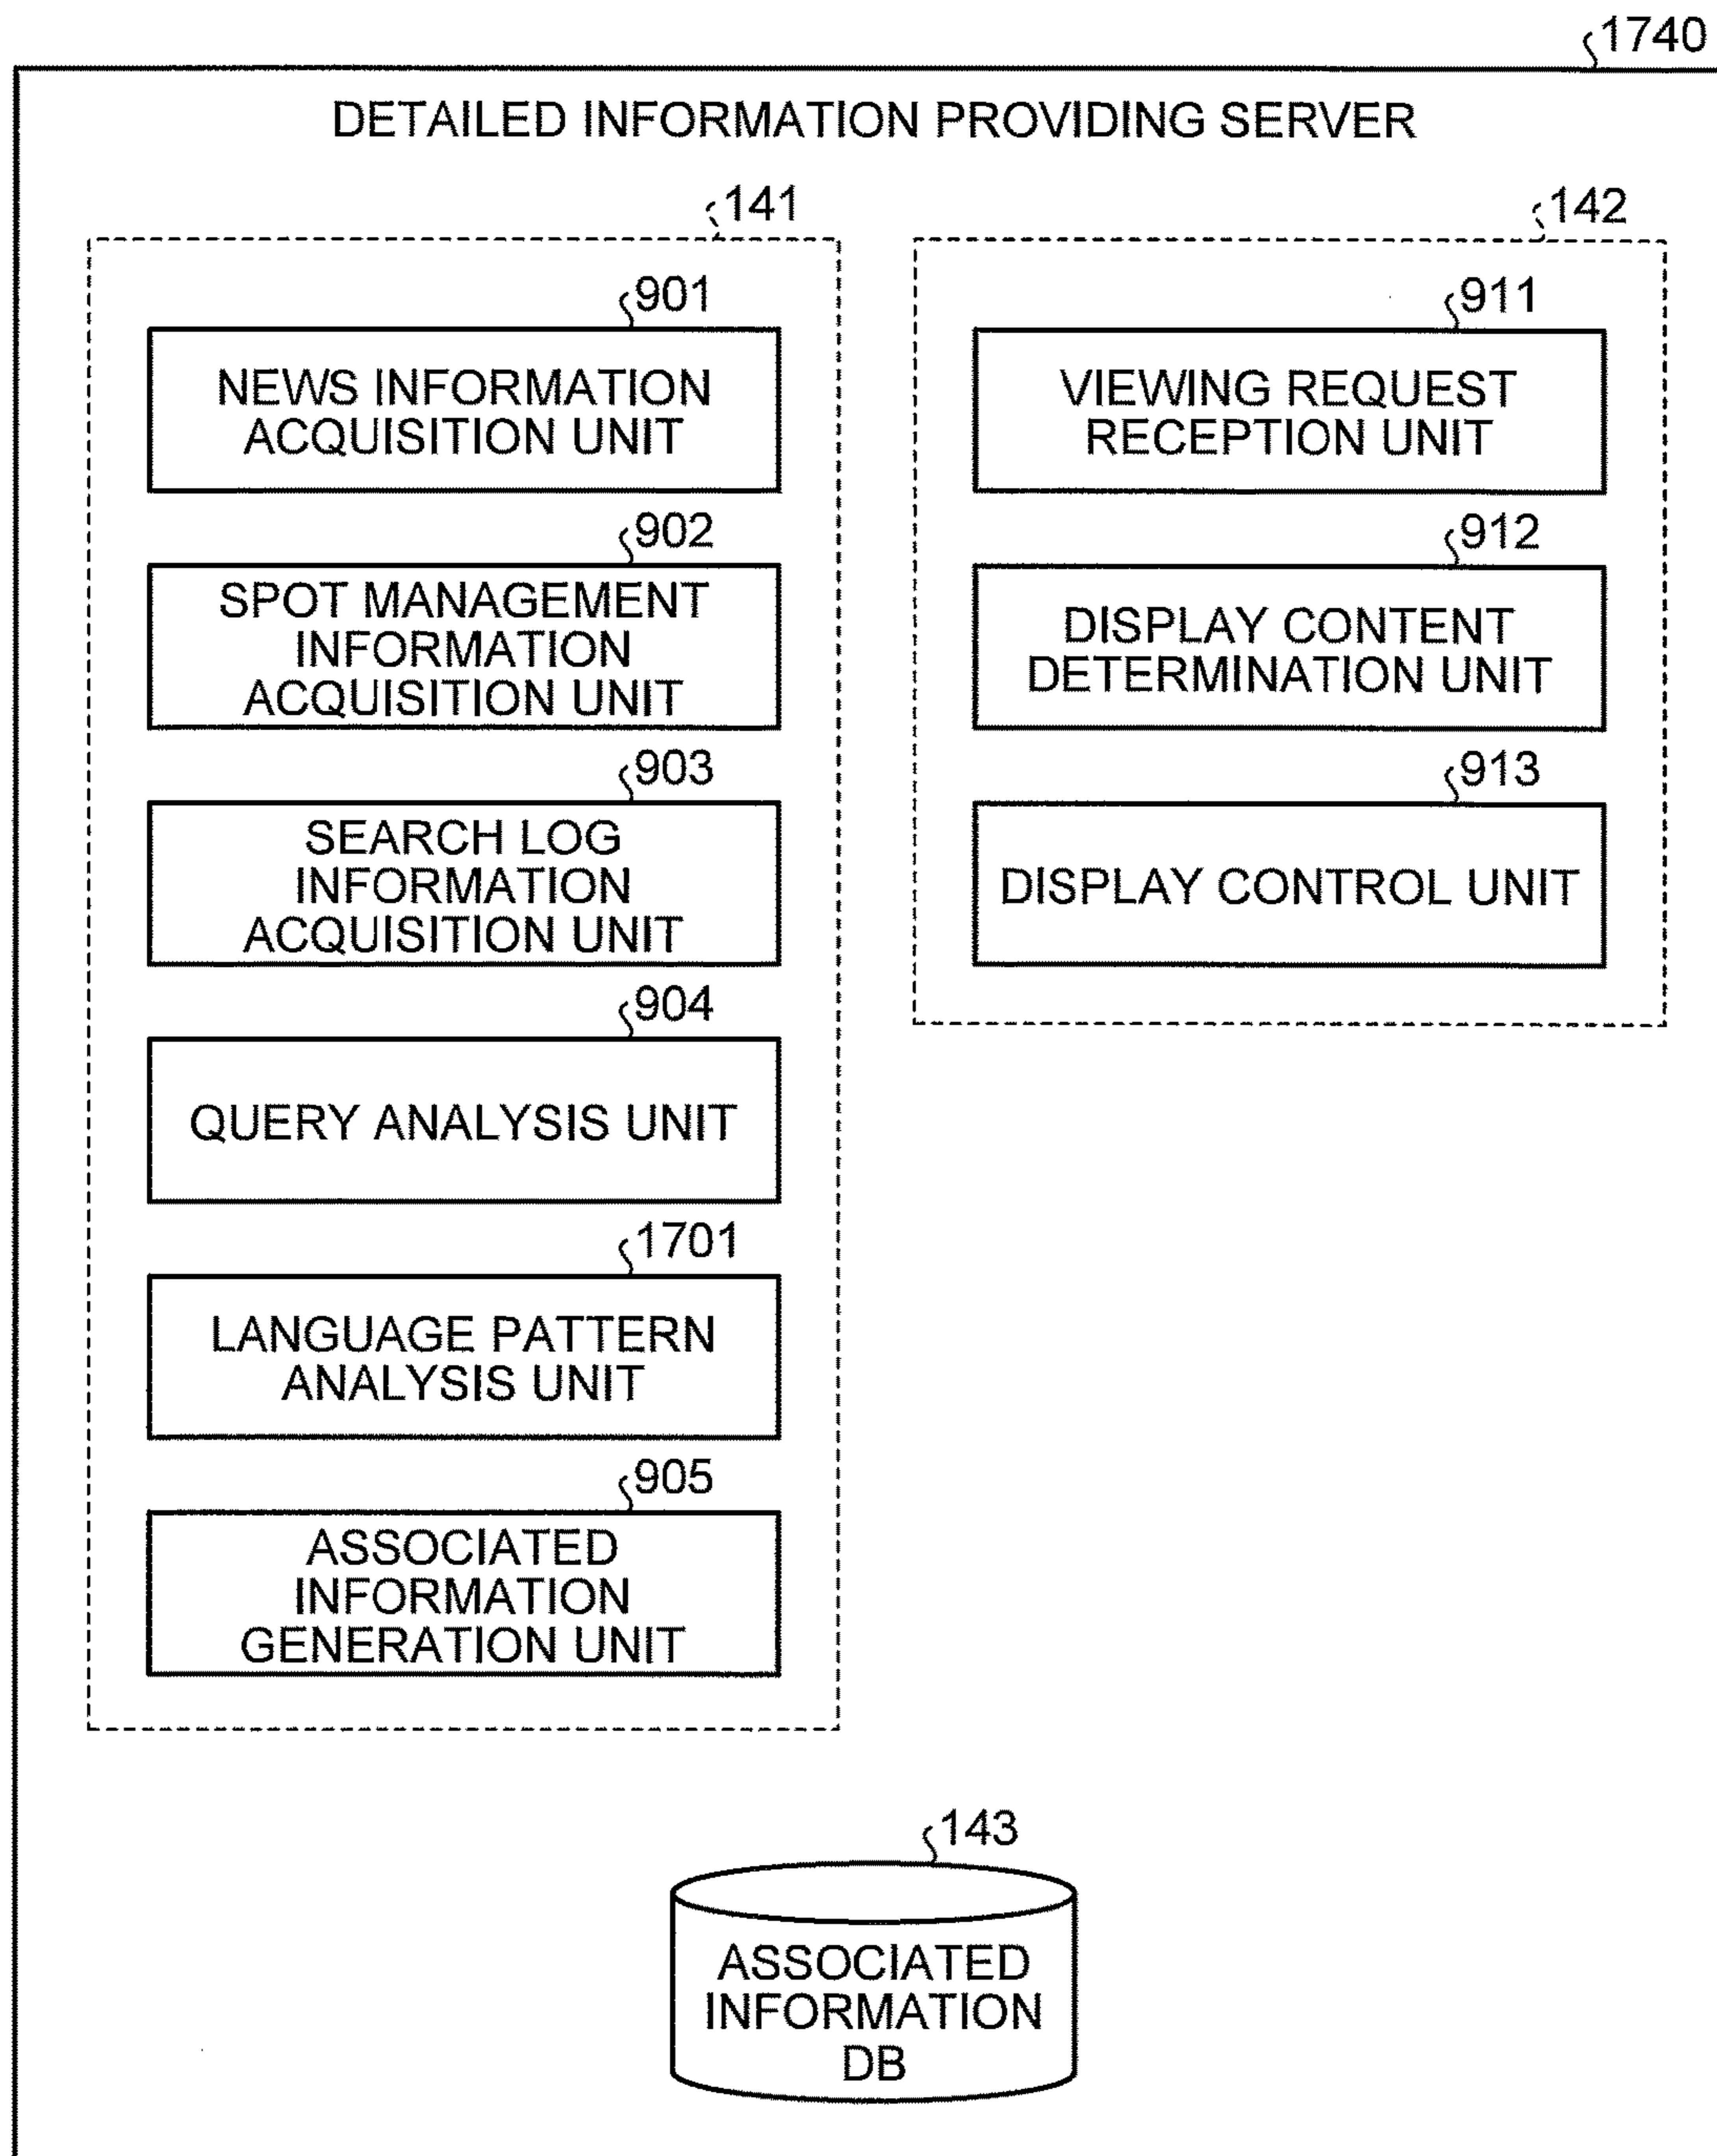 1740
DETAILED INFORMATION PROVIDING SERVER
141
901
NEWS INFORMATION
ACQUISITION UNIT
902
SPOT MANAGEMENT
INFORMATION
ACQUISITION UNIT
903
SEARCH LOG
INFORMATION
ACQUISITION UNIT
904
QUERY ANALYSIS UNIT
1701
LANGUAGE PATTERN
ANALYSIS UNIT
905
ASSOCIATED
INFORMATION
GENERATION UNIT
142
911
VIEWING REQUEST
RECEPTION UNIT
912
DISPLAY CONTENT
DETERMINATION UNIT
913
DISPLAY CONTROL UNIT
143
ASSOCIATED
INFORMATION
DB